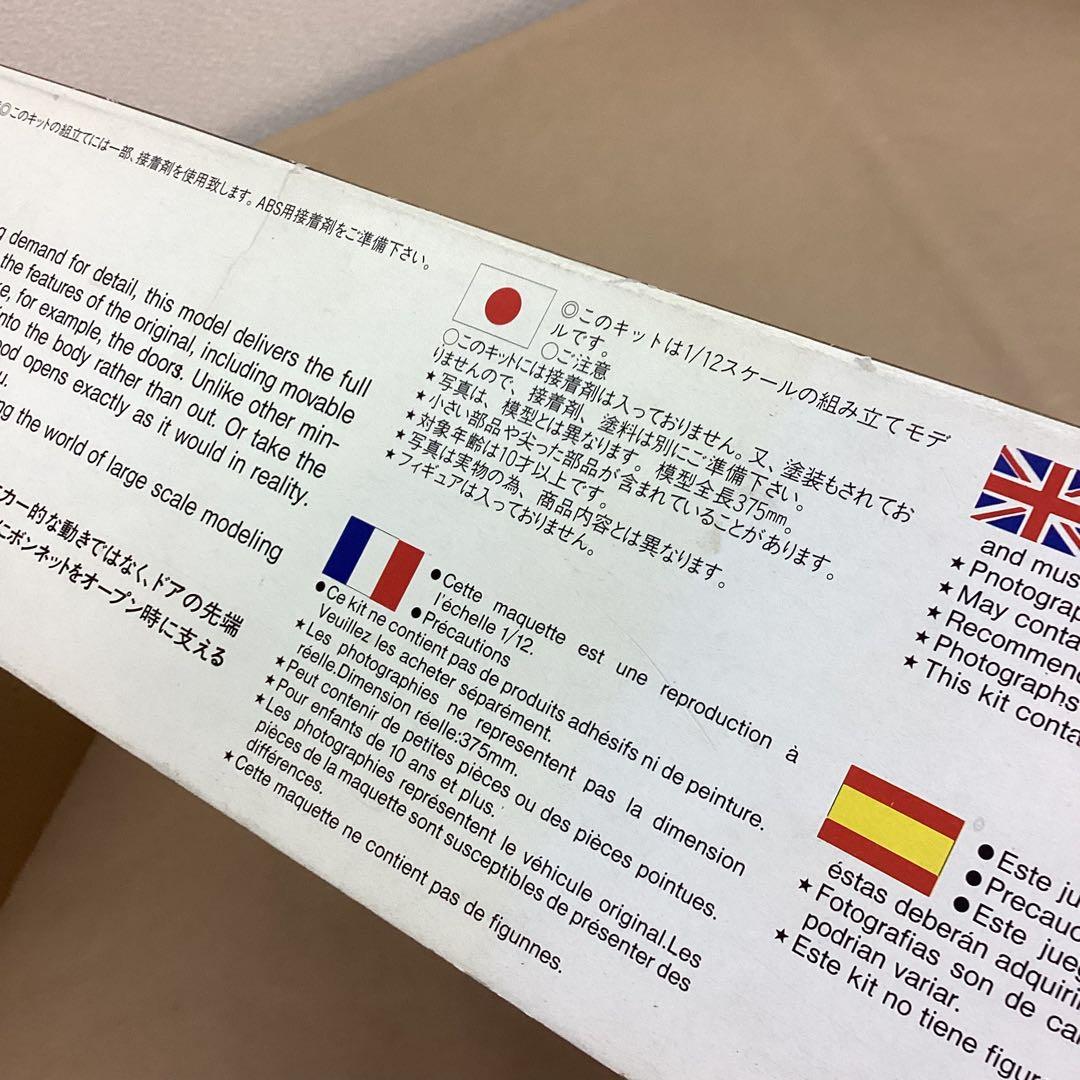 ◎このキットの組立てには一部、接着剤を使用致します。ABS用接着剤をご準備下さい。
demand for detail, this model delivers the full
the features of the original, including movable
for example, the doors. Unlike other min-
into the body rather than out. Or take the
opens exactly as it would in reality.
the world of large scale modeling
カー的な動きではなく、ドアの先端
にボンネットをオープン時に支える
◎このキットは1/12スケールの組み立てモデ
ルです。
○ご注意
○このキットには接着剤は入っておりません。又、塗装もされてお
りませんので、接着剤、塗料は別にご準備下さい。
★写真は、模型とは異なります。模型全長375mm。
★小さい部品や尖った部品が含まれていることがあります。
★対象年齢は10才以上です。
★写真は実物の為、商品内容とは異なります。
★フィギュアは入っておりません。
●Cette maquette est une reproduction à
l'échelle 1/12.
●Précautions
●Ce kit ne contient pas de produits adhésifs ni de peinture.
Veuillez les acheter séparément.
★Les photographies ne representent pas la dimension
réelle.Dimension réelle:375mm.
★Peut contenir de petites pièces ou des pièces pointues.
★Pour enfants de 10 ans et plus.
★Les photographies représentent le véhicule original.Les
pièces de la maquette sont susceptibles de présenter des
différences.
★Cette maquette ne contient pas de figunnes.
and
★
★May
★
★Photographs
★This kit
●Este
●
●Este
éstas deberán
★Fotografias son de
podrian variar.
★Este kit no tiene